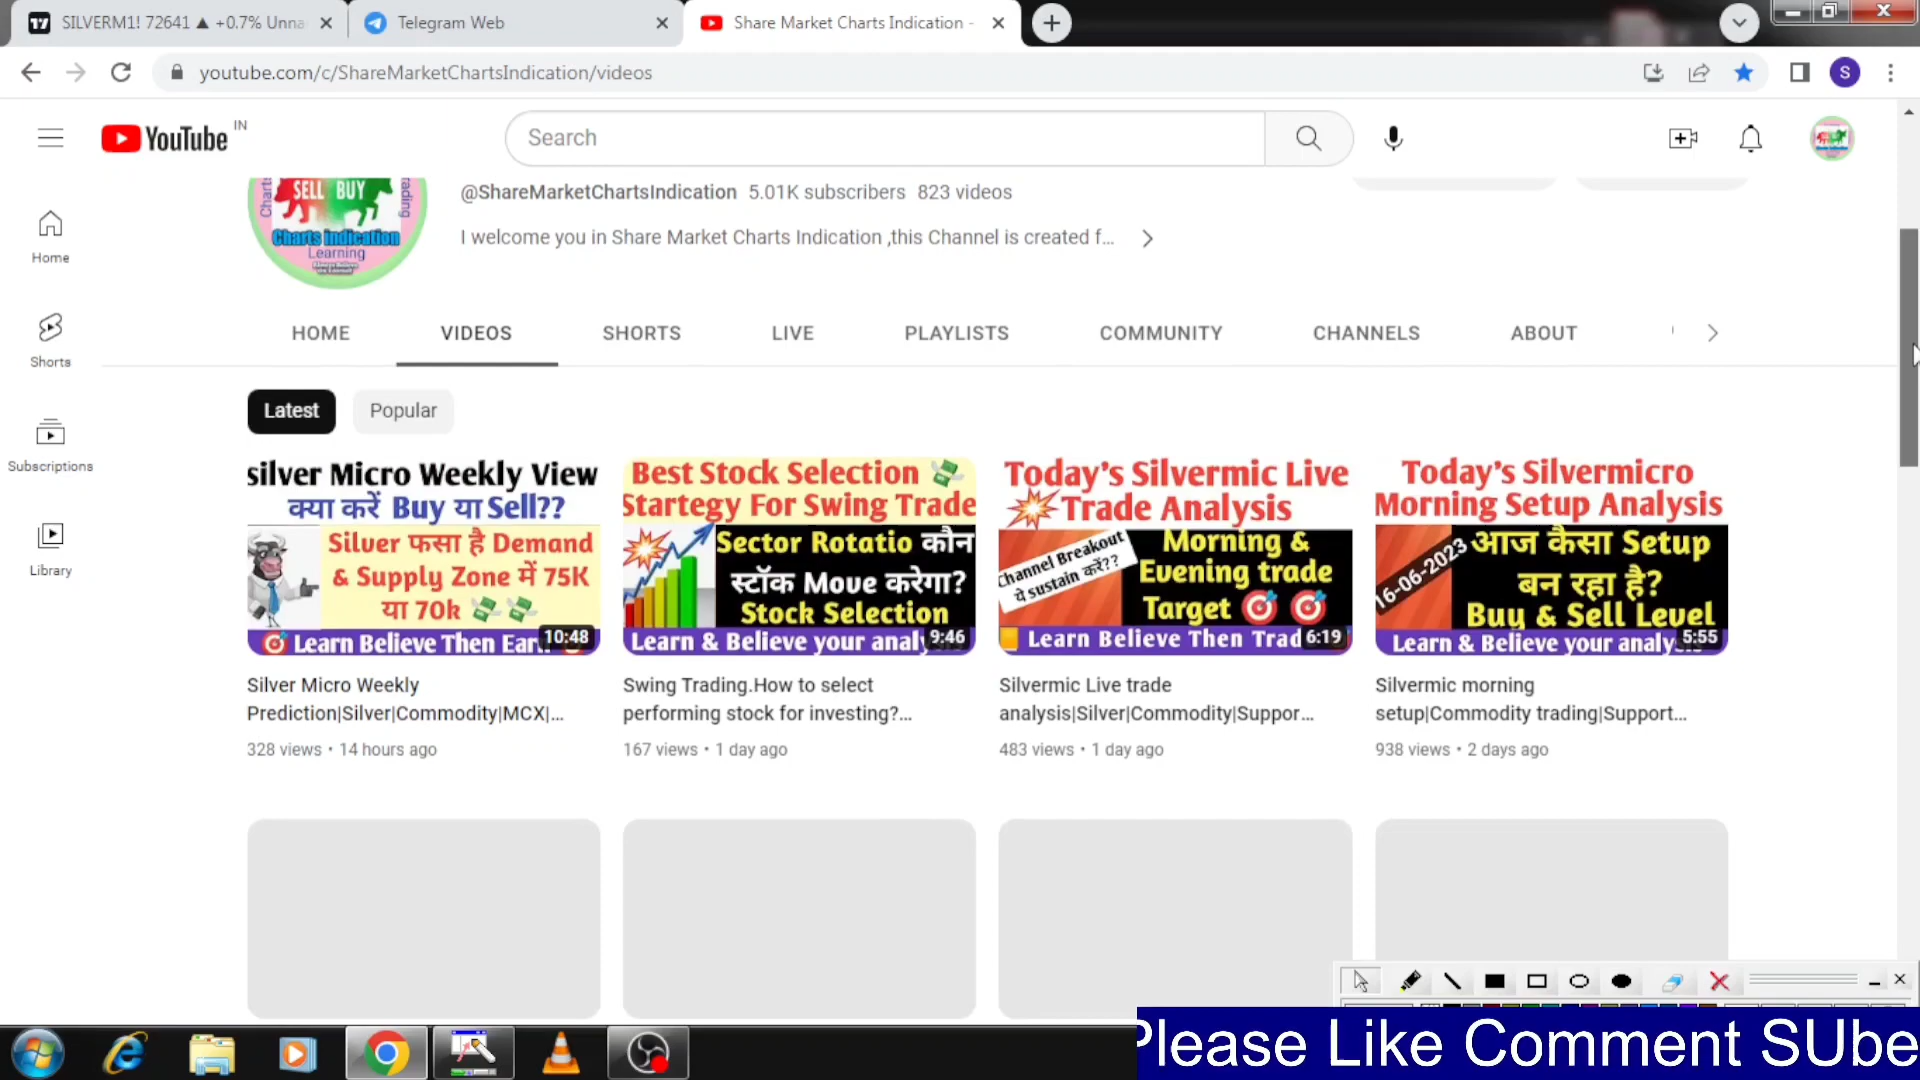 SILVERM1! 72641 ▲ +0.7% Unna
Telegram Web
Share Market Charts Indication -
youtube.com/c/ShareMarketChartsIndication/videos
S
YouTube IN
Search
SELL BUY
Charts indication
Learning
@ShareMarketChartsIndication 5.01K subscribers 823 videos
I welcome you in Share Market Charts Indication ,this Channel is created f...
Home
Shorts
Subscriptions
Library
HOME
VIDEOS
SHORTS
LIVE
PLAYLISTS
COMMUNITY
CHANNELS
ABOUT
Latest
Popular
silver Micro Weekly View
क्या करें Buy या Sell??
Silver फसा है Demand
& Supply Zone में 75K
या 70k
Learn Believe Then Ear
10:48
Silver Micro Weekly
Prediction|Silver|Commodity|MCX|...
328 views • 14 hours ago
Best Stock Selection
Startegy For Swing Trade
Sector Rotatio कौन
स्टॉक Move करेगा?
Stock Selection
Learn & Believe your analy
9:46
Swing Trading.How to select
performing stock for investing?...
167 views • 1 day ago
Today's Silvermic Live
Trade Analysis
Channel Breakout
ये sustain करें??
Morning &
Evening trade
Target
Learn Believe Then Trad
6:19
Silvermic Live trade
analysis|Silver|Commodity|Suppor...
483 views • 1 day ago
Today's Silvermicro
Morning Setup Analysis
16-06-2023
आज कैसा Setup
बन रहा है?
Buy & Sell Level
Learn & Believe your analy
5:55
Silvermic morning
setup|Commodity trading|Support...
938 views • 2 days ago
Please Like Comment SUbe